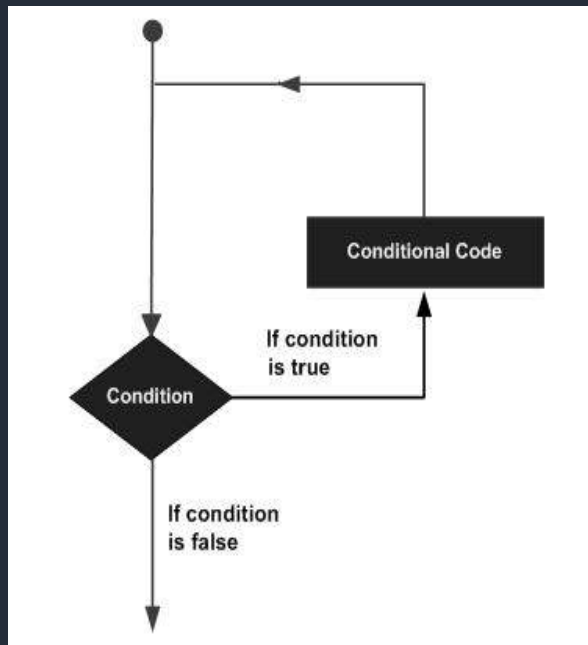 Conditional Code
If condition
is true
Condition
If condition
is false